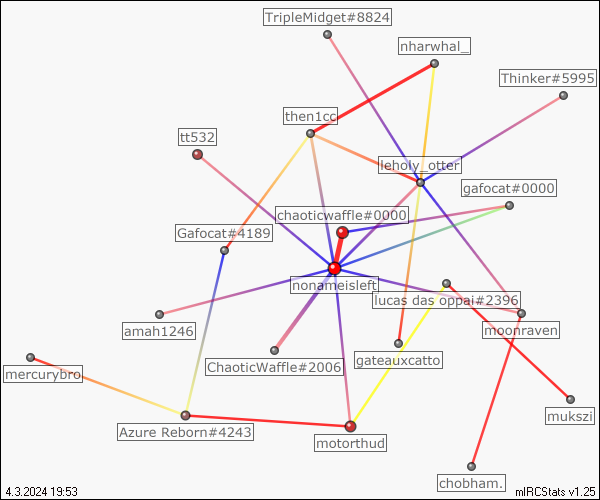 TripleMidget#8824
nharwhal_
Thinker#5995
then1cc
tt532
leholy_otter
gafocat#0000
chaoticwaffle#0000
Gafocat#4189
nonameisleft
lucas das oppai#2396
amah1246
moonraven
ChaoticWaffle#2006
gateauxcatto
mercurybro
mukszi
Azure Reborn#4243
motorthud
chobham.
4.3.2024 19:53
mIRCStats v1.25